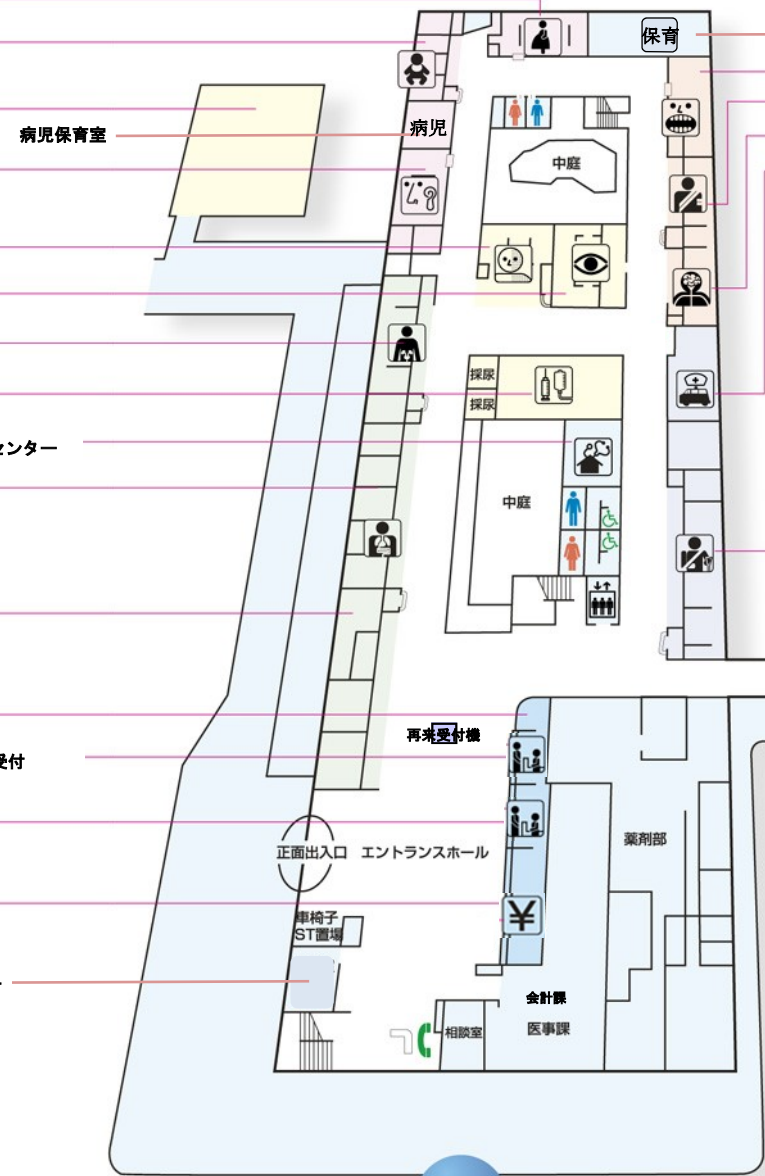 保育
病児保育室
病児
中庭
採尿
採尿
センター
中庭
再来受付機
受付
薬剤部
正面出入口
エントランスホール
¥
車椅子
ST置場
会計課
相談室
医事課